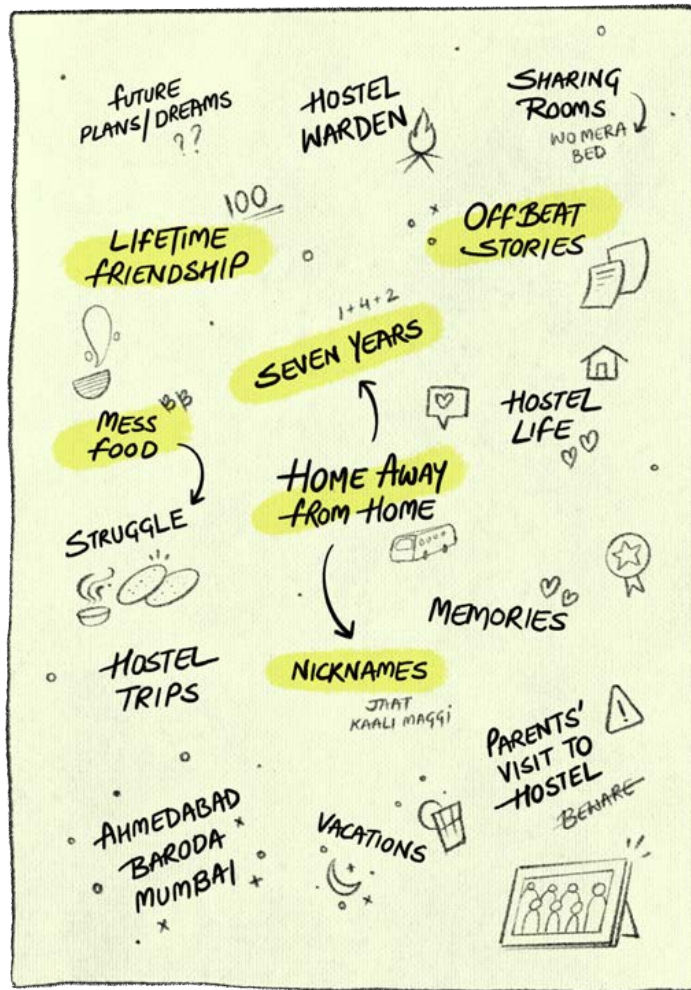 FUTURE
PLANS/DREAMS
??
HOSTEL
WARDEN
SHARING
ROOMS
WO MERA
BED
100
LIFETIME
FRIENDSHIP
OFFBEAT
STORIES
1+4+2
SEVEN YEARS
HOSTEL
LIFE
MESS
FOOD
HOME AWAY
FROM HOME
STRUGGLE
MEMORIES
HOSTEL
TRIPS
NICKNAMES
JAAT
KAALI MAGGI
PARENTS'
VISIT TO
HOSTEL
BEWARE
AHMEDABAD
BARODA
MUMBAI
VACATIONS